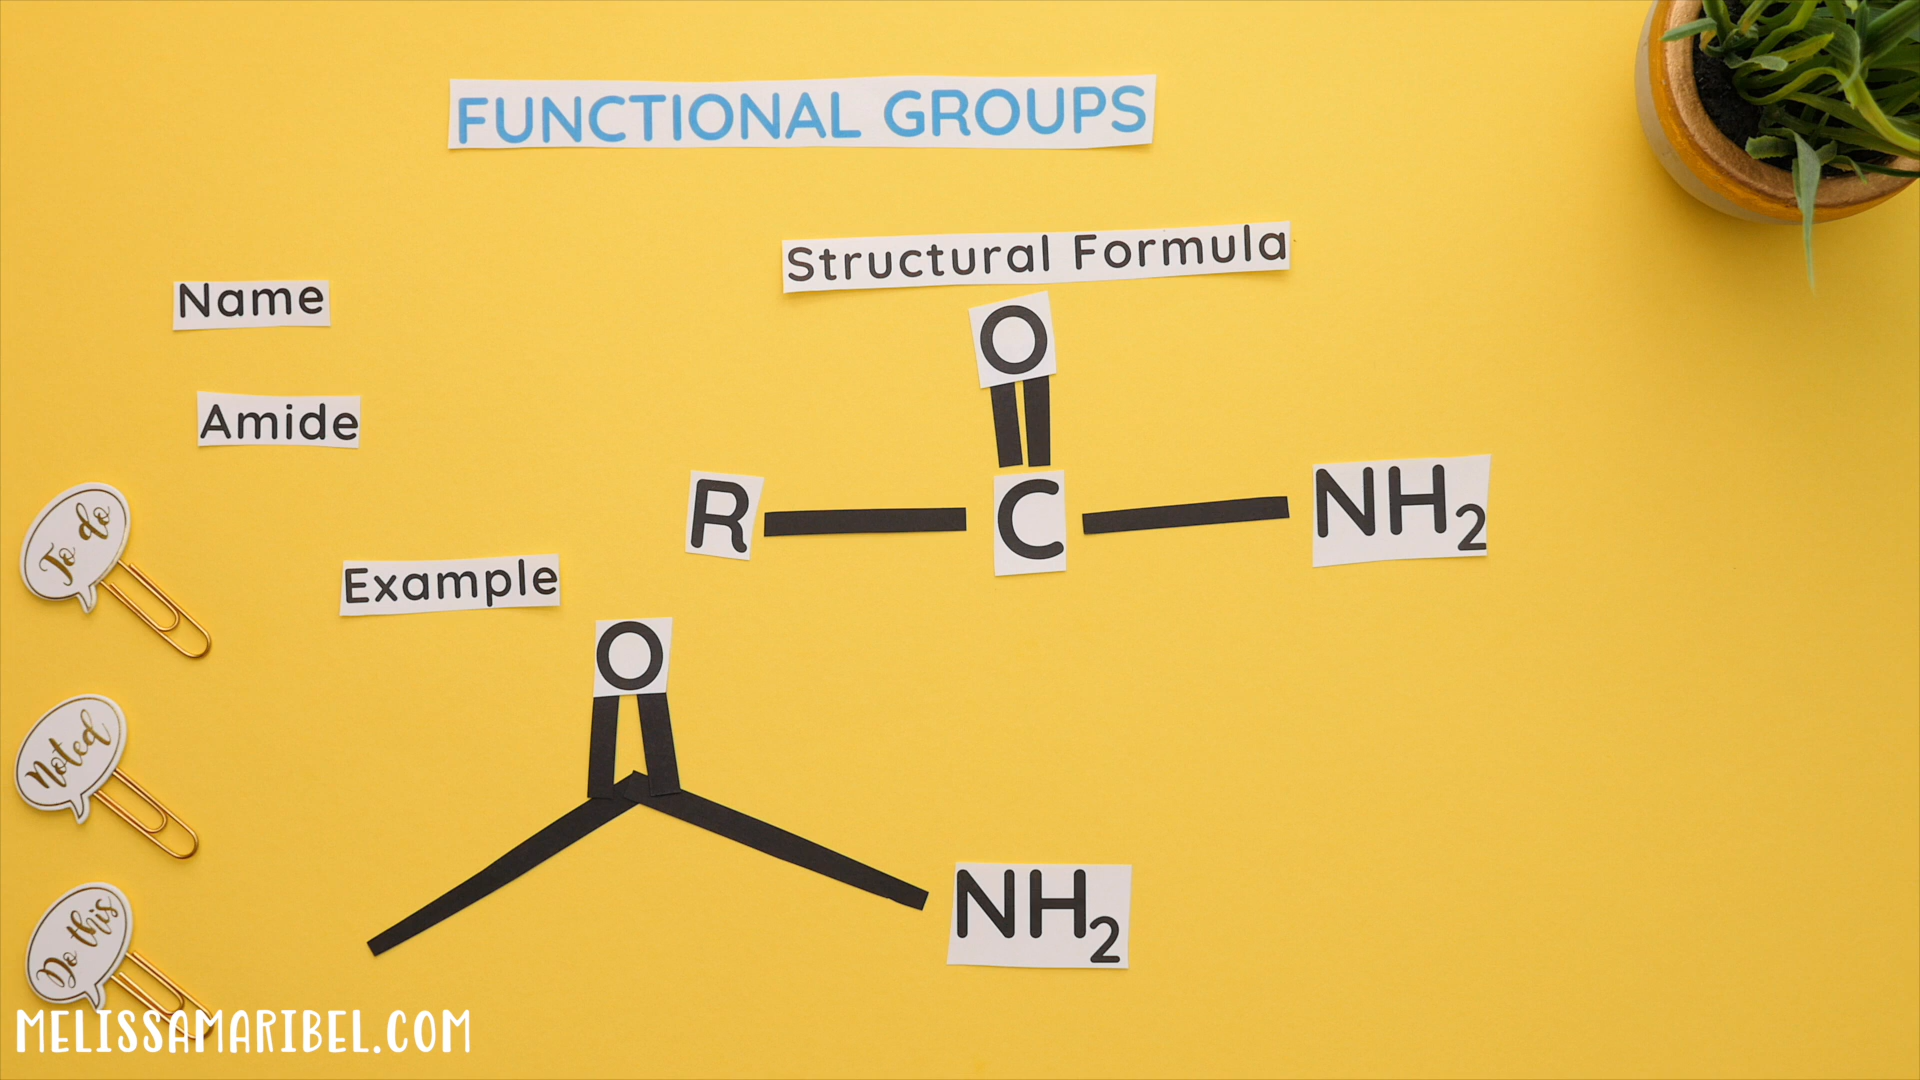 FUNCTIONAL GROUPS
Structural Formula
Name
Amide
O
R C NH₂
Example
O
NH₂
To do
Noted
Do this
MELISSAMARIBEL.COM